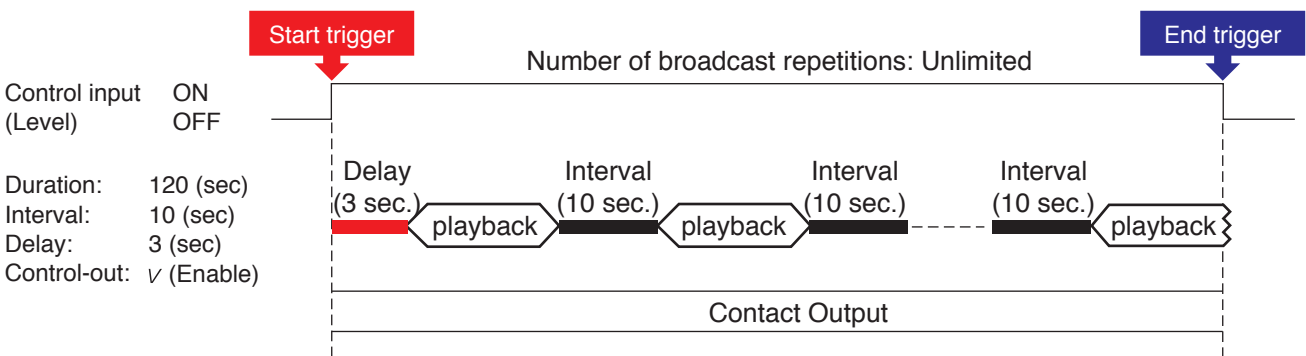 Start trigger
End trigger
Number of broadcast repetitions: Unlimited
Control input ON
(Level) OFF
Delay
(3 sec.)
Interval
(10 sec.)
Interval
(10 sec.)
Interval
(10 sec.)
Duration: 120 (sec)
Interval: 10 (sec)
Delay: 3 (sec)
Control-out: √ (Enable)
playback
playback
playback
Contact Output